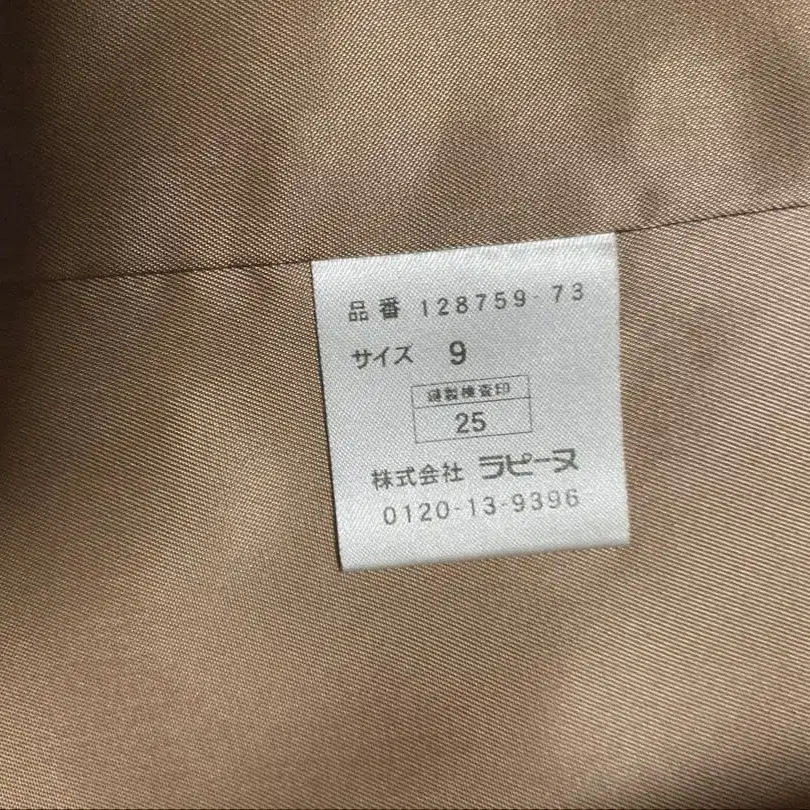 品番 128759-73
サイズ 9
縫製検査印
25
株式会社 ラピーヌ
0120-13-9396